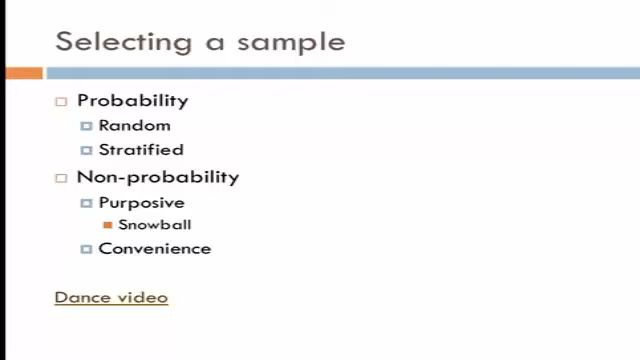 Selecting a sample
Probability
Random
Stratified
Non-probability
Purposive
Snowball
Convenience
Dance video